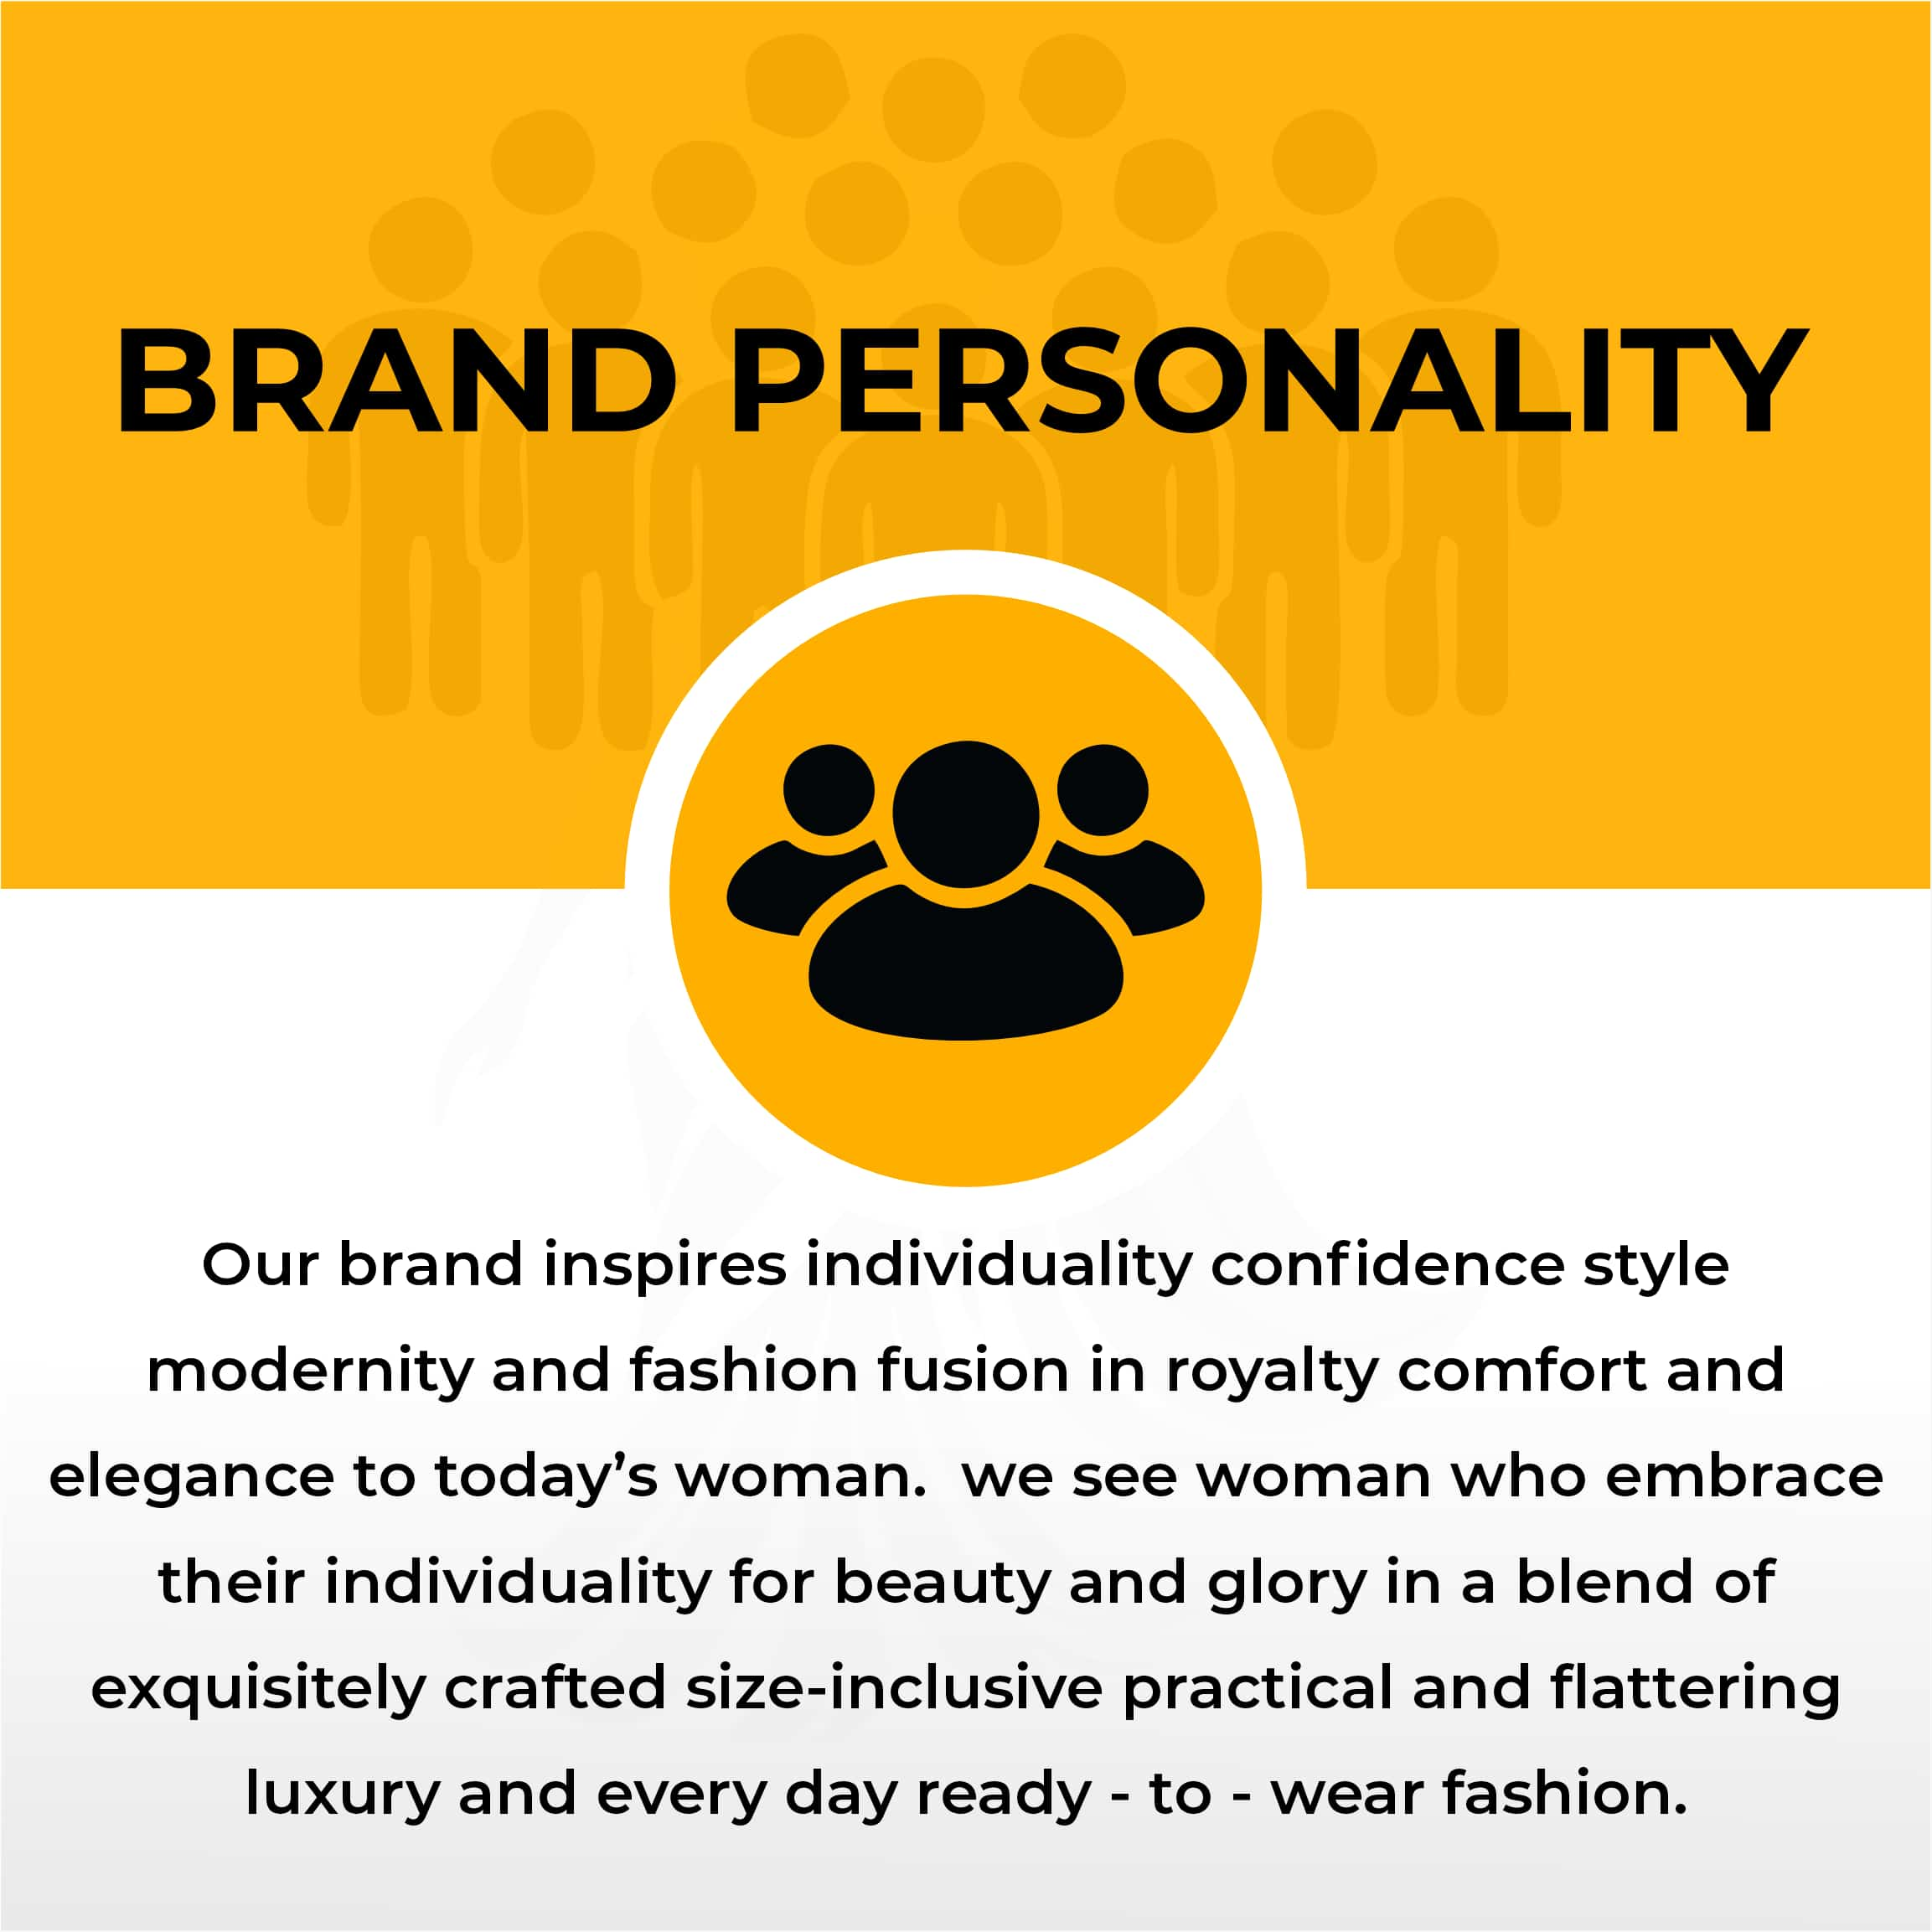 BRAND PERSONALITY
Our brand inspires individuality confidence style
modernity and fashion fusion in royalty comfort and
elegance to today’s woman.  we see woman who embrace
their individuality for beauty and glory in a blend of
exquisitely crafted size-inclusive practical and flattering
luxury and every day ready - to - wear fashion.